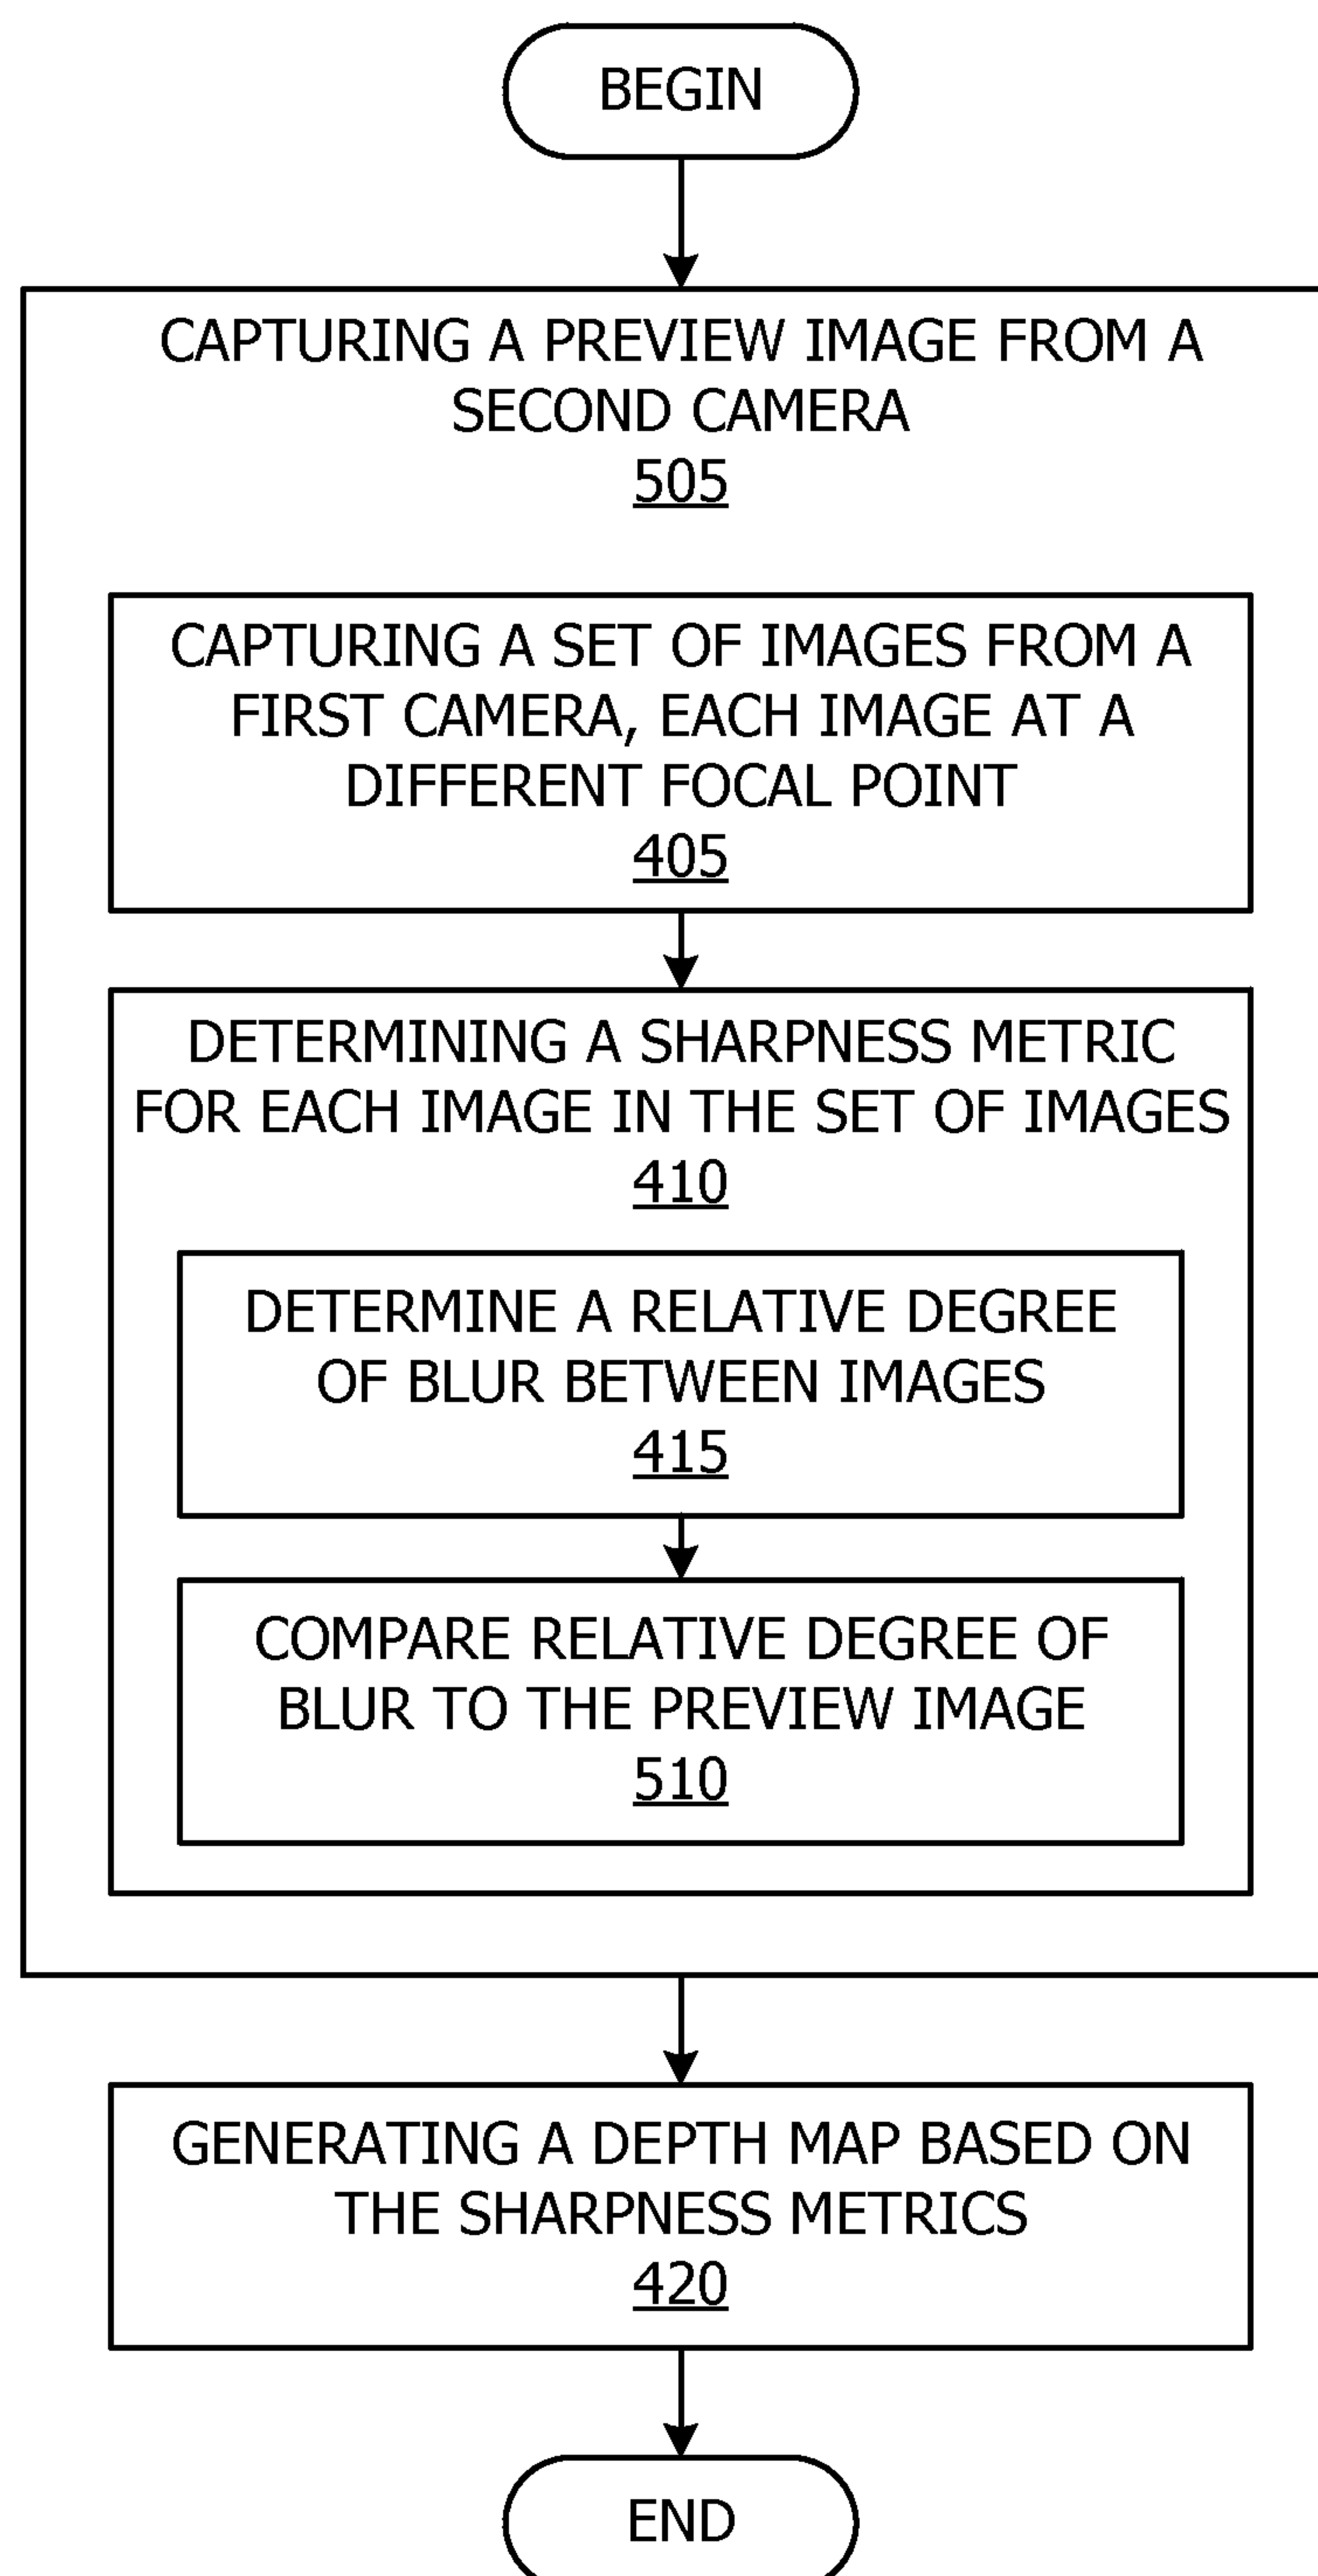 BEGIN
CAPTURING A PREVIEW IMAGE FROM A
SECOND CAMERA
505
CAPTURING A SET OF IMAGES FROM A
FIRST CAMERA, EACH IMAGE AT A
DIFFERENT FOCAL POINT
405
DETERMINING A SHARPNESS METRIC
FOR EACH IMAGE IN THE SET OF IMAGES
410
DETERMINE A RELATIVE DEGREE
OF BLUR BETWEEN IMAGES
415
COMPARE RELATIVE DEGREE OF
BLUR TO THE PREVIEW IMAGE
510
GENERATING A DEPTH MAP BASED ON
THE SHARPNESS METRICS
420
END